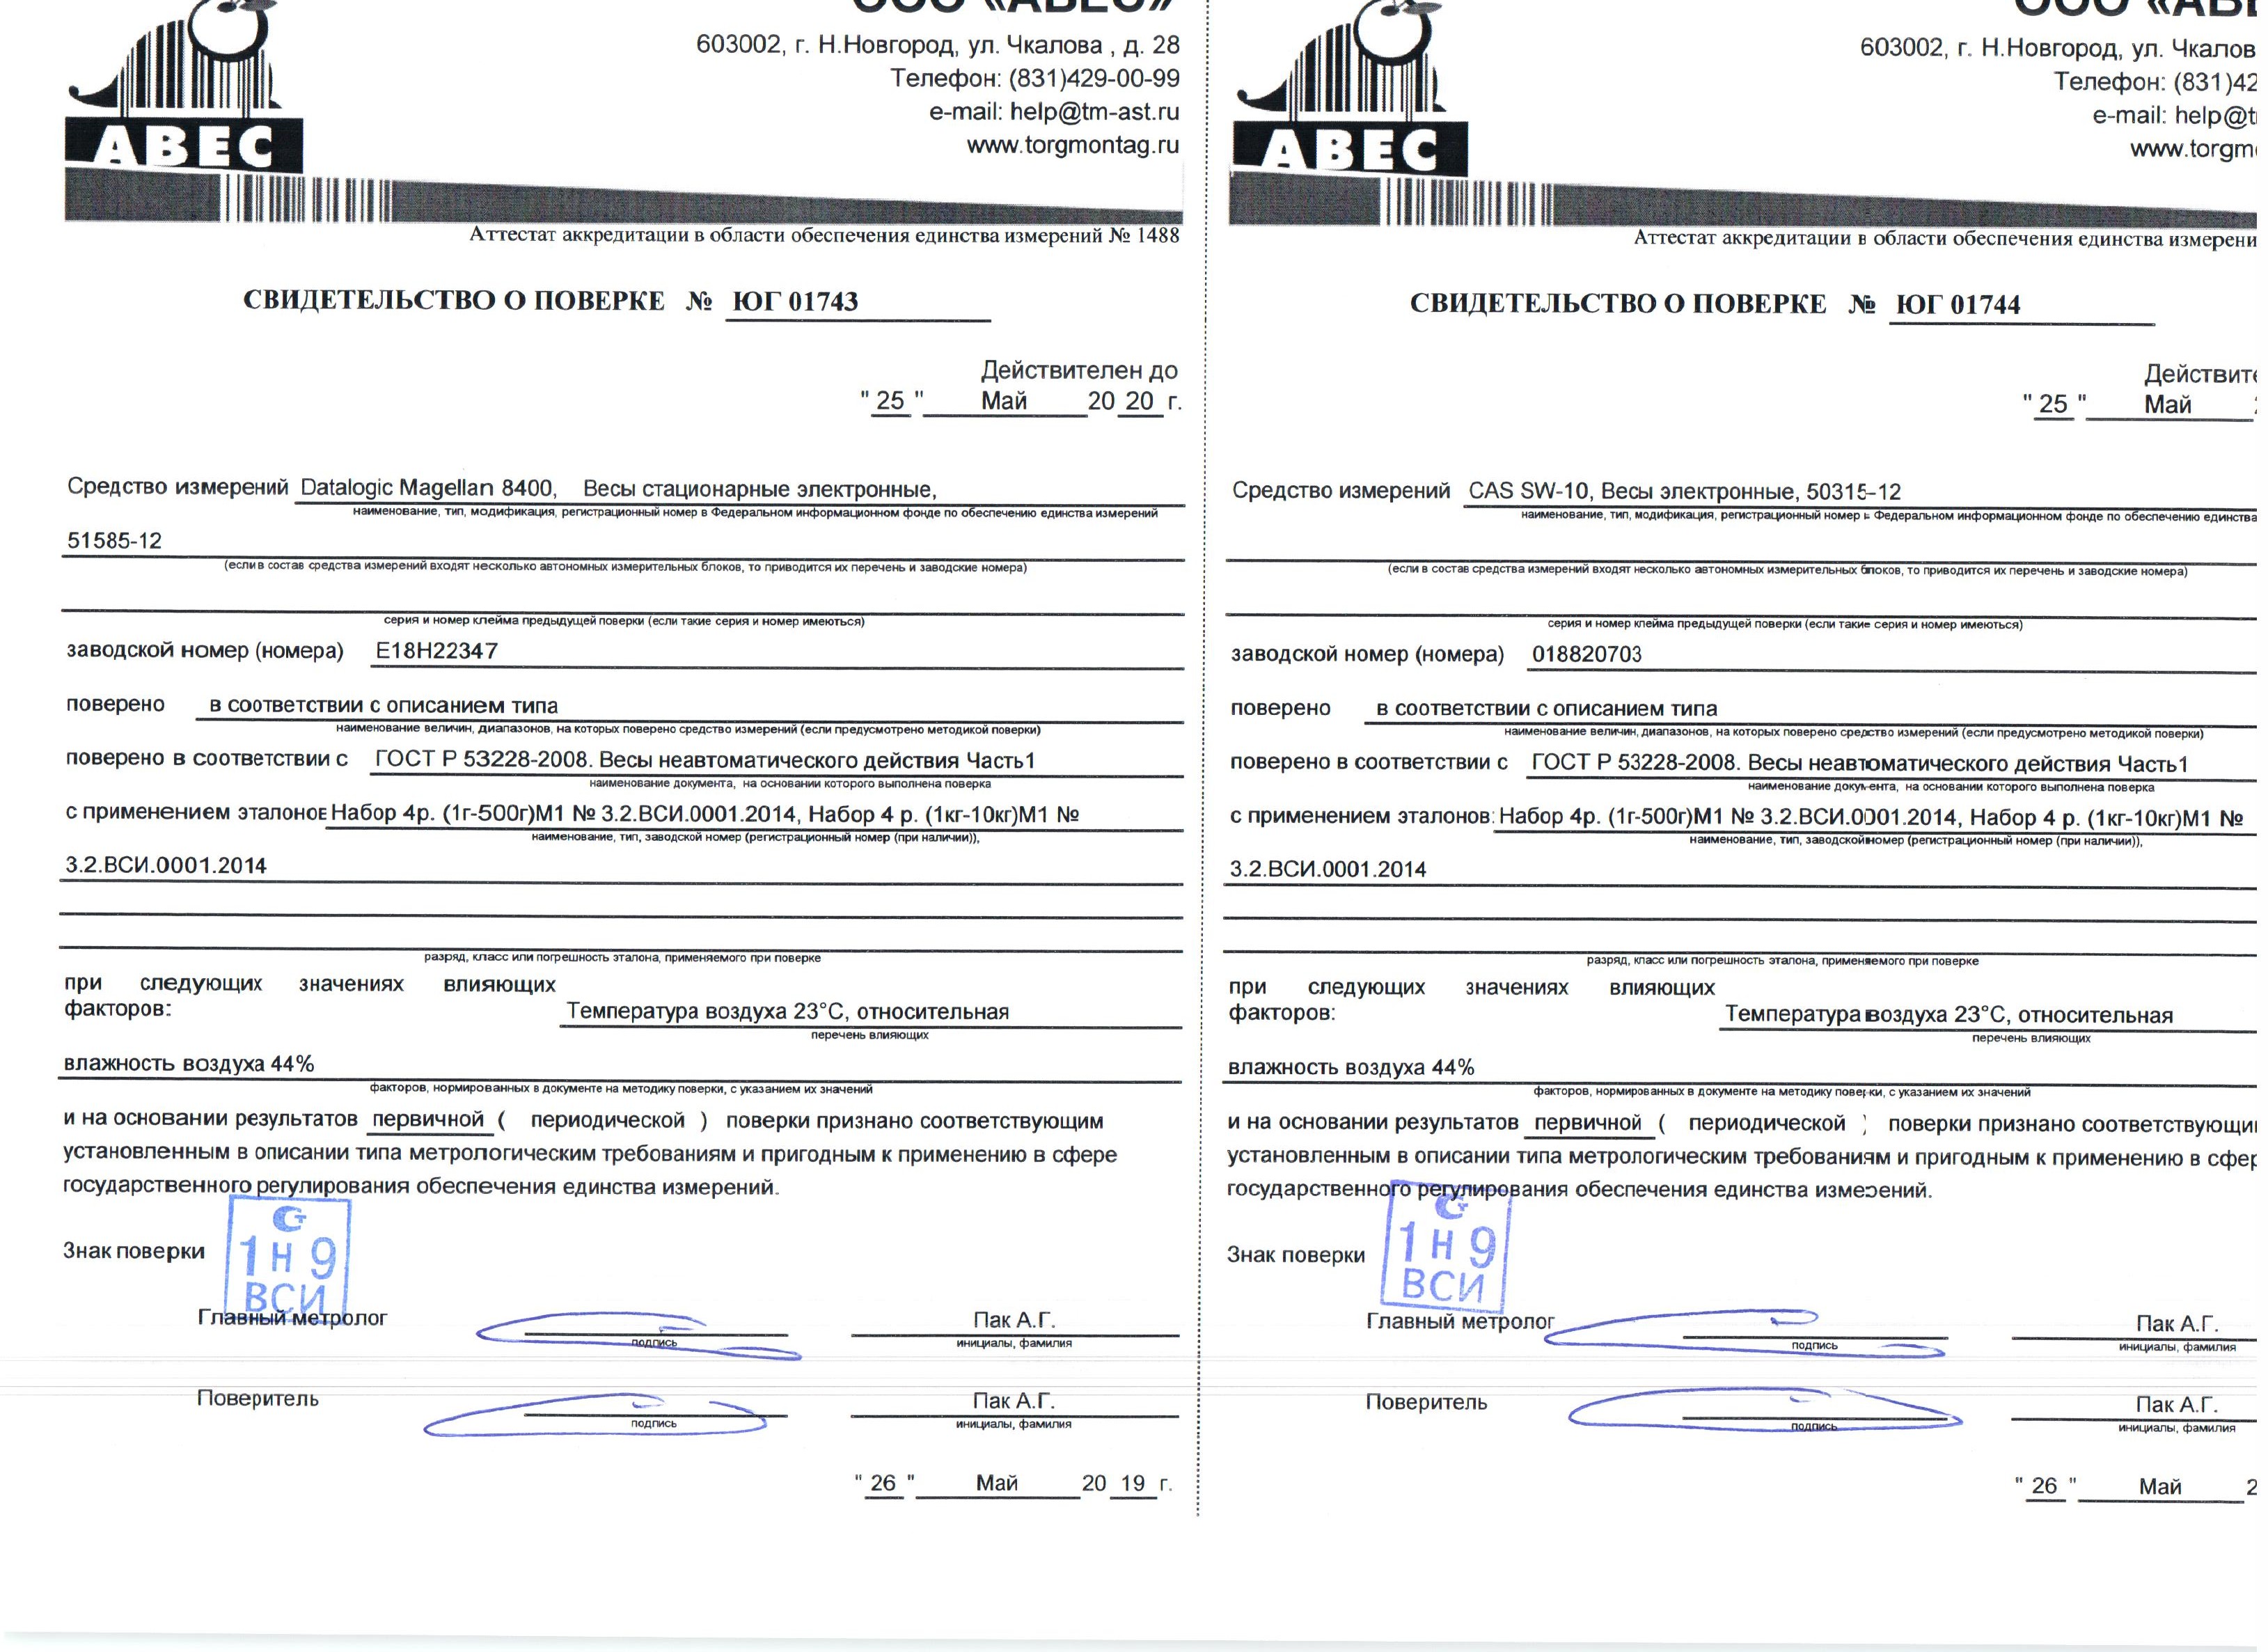 ООО «АВЕС»
603002, г. Н.Новгород, ул. Чкалова , д. 28
Телефон: (831)429-00-99
e-mail: help@tm-ast.ru
www.torgmontag.ru
АВЕС
Аттестат аккредитации в области обеспечения единства измерений № 1488
СВИДЕТЕЛЬСТВО О ПОВЕРКЕ № ЮГ 01743
Действителен до
" 25 " Май 20 20 г.
Средство измерений Datalogic Magellan 8400, Весы стационарные электронные,
наименование, тип, модификация, регистрационный номер в Федеральном информационном фонде по обеспечению единства измерений
51585-12
(если в состав средства измерений входят несколько автономных измерительных блоков, то приводится их перечень и заводские номера)
серия и номер клейма предыдущей поверки (если такие серия и номер имеються)
заводской номер (номера) E18H22347
поверено в соответствии с описанием типа
наименование величин, диапазонов, на которых поверено средство измерений (если предусмотрено методикой поверки)
поверено в соответствии с ГОСТ Р 53228-2008. Весы неавтоматического действия Часть1
наименование документа, на основании которого выполнена поверка
с применением эталонов Набор 4р. (1г-500г)М1 № 3.2.ВСИ.0001.2014, Набор 4 р. (1кг-10кг)М1 №
наименование, тип, заводской номер (регистрационный номер (при наличии)),
3.2.ВСИ.0001.2014
разряд, класс или погрешность эталона, применяемого при поверке
при следующих значениях влияющих
факторов: Температура воздуха 23°С, относительная
перечень влияющих
влажность воздуха 44%
факторов, нормированных в документе на методику поверки, с указанием их значений
и на основании результатов первичной ( периодической ) поверки признано соответствующим
установленным в описании типа метрологическим требованиям и пригодным к применению в сфере
государственного регулирования обеспечения единства измерений.
Знак поверки
1 Н 9
ВСИ
Главный метролог Пак А.Г.
подпись инициалы, фамилия
Поверитель Пак А.Г.
подпись инициалы, фамилия
" 26 " Май 20 19 г.
ООО «АВЕ
603002, г. Н.Новгород, ул. Чкалов
Телефон: (831)42
e-mail: help@t
www.torgm
АВЕС
Аттестат аккредитации в области обеспечения единства измерени
СВИДЕТЕЛЬСТВО О ПОВЕРКЕ № ЮГ 01744
Действите
" 25 " Май 2
Средство измерений CAS SW-10, Весы электронные, 50315-12
наименование, тип, модификация, регистрационный номер в Федеральном информационном фонде по обеспечению единства
(если в состав средства измерений входят несколько автономных измерительных блоков, то приводится их перечень и заводские номера)
серия и номер клейма предыдущей поверки (если такие серия и номер имеються)
заводской номер (номера) 018820703
поверено в соответствии с описанием типа
наименование величин, диапазонов, на которых поверено средство измерений (если предусмотрено методикой поверки)
поверено в соответствии с ГОСТ Р 53228-2008. Весы неавтоматического действия Часть1
наименование документа, на основании которого выполнена поверка
с применением эталонов: Набор 4р. (1г-500г)М1 № 3.2.ВСИ.0001.2014, Набор 4 р. (1кг-10кг)М1 №
наименование, тип, заводской номер (регистрационный номер (при наличии)),
3.2.ВСИ.0001.2014
разряд, класс или погрешность эталона, применяемого при поверке
при следующих значениях влияющих
факторов: Температура воздуха 23°С, относительная
перечень влияющих
влажность воздуха 44%
факторов, нормированных в документе на методику поверки, с указанием их значений
и на основании результатов первичной ( периодической ) поверки признано соответствующи
установленным в описании типа метрологическим требованиям и пригодным к применению в сфер
государственного регулирования обеспечения единства измерений.
Знак поверки
1 Н 9
ВСИ
Главный метролог Пак А.Г.
подпись инициалы, фамилия
Поверитель Пак А.Г.
подпись инициалы, фамилия
" 26 " Май 2